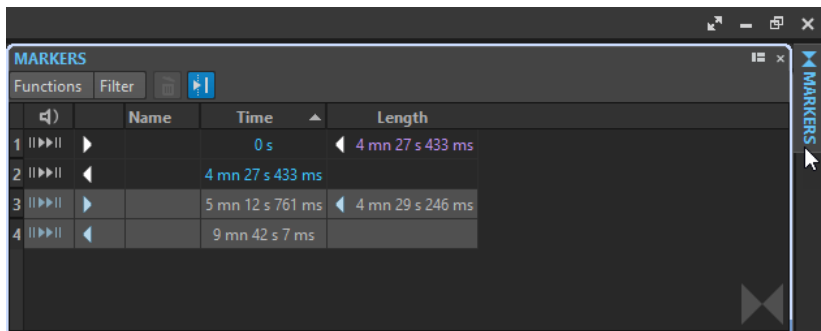 MARKERS
Functions Filter
Name Time Length
1 0 s 4 mn 27 s 433 ms
2 4 mn 27 s 433 ms
3 5 mn 12 s 761 ms 4 mn 29 s 246 ms
4 9 mn 42 s 7 ms
MARKERS